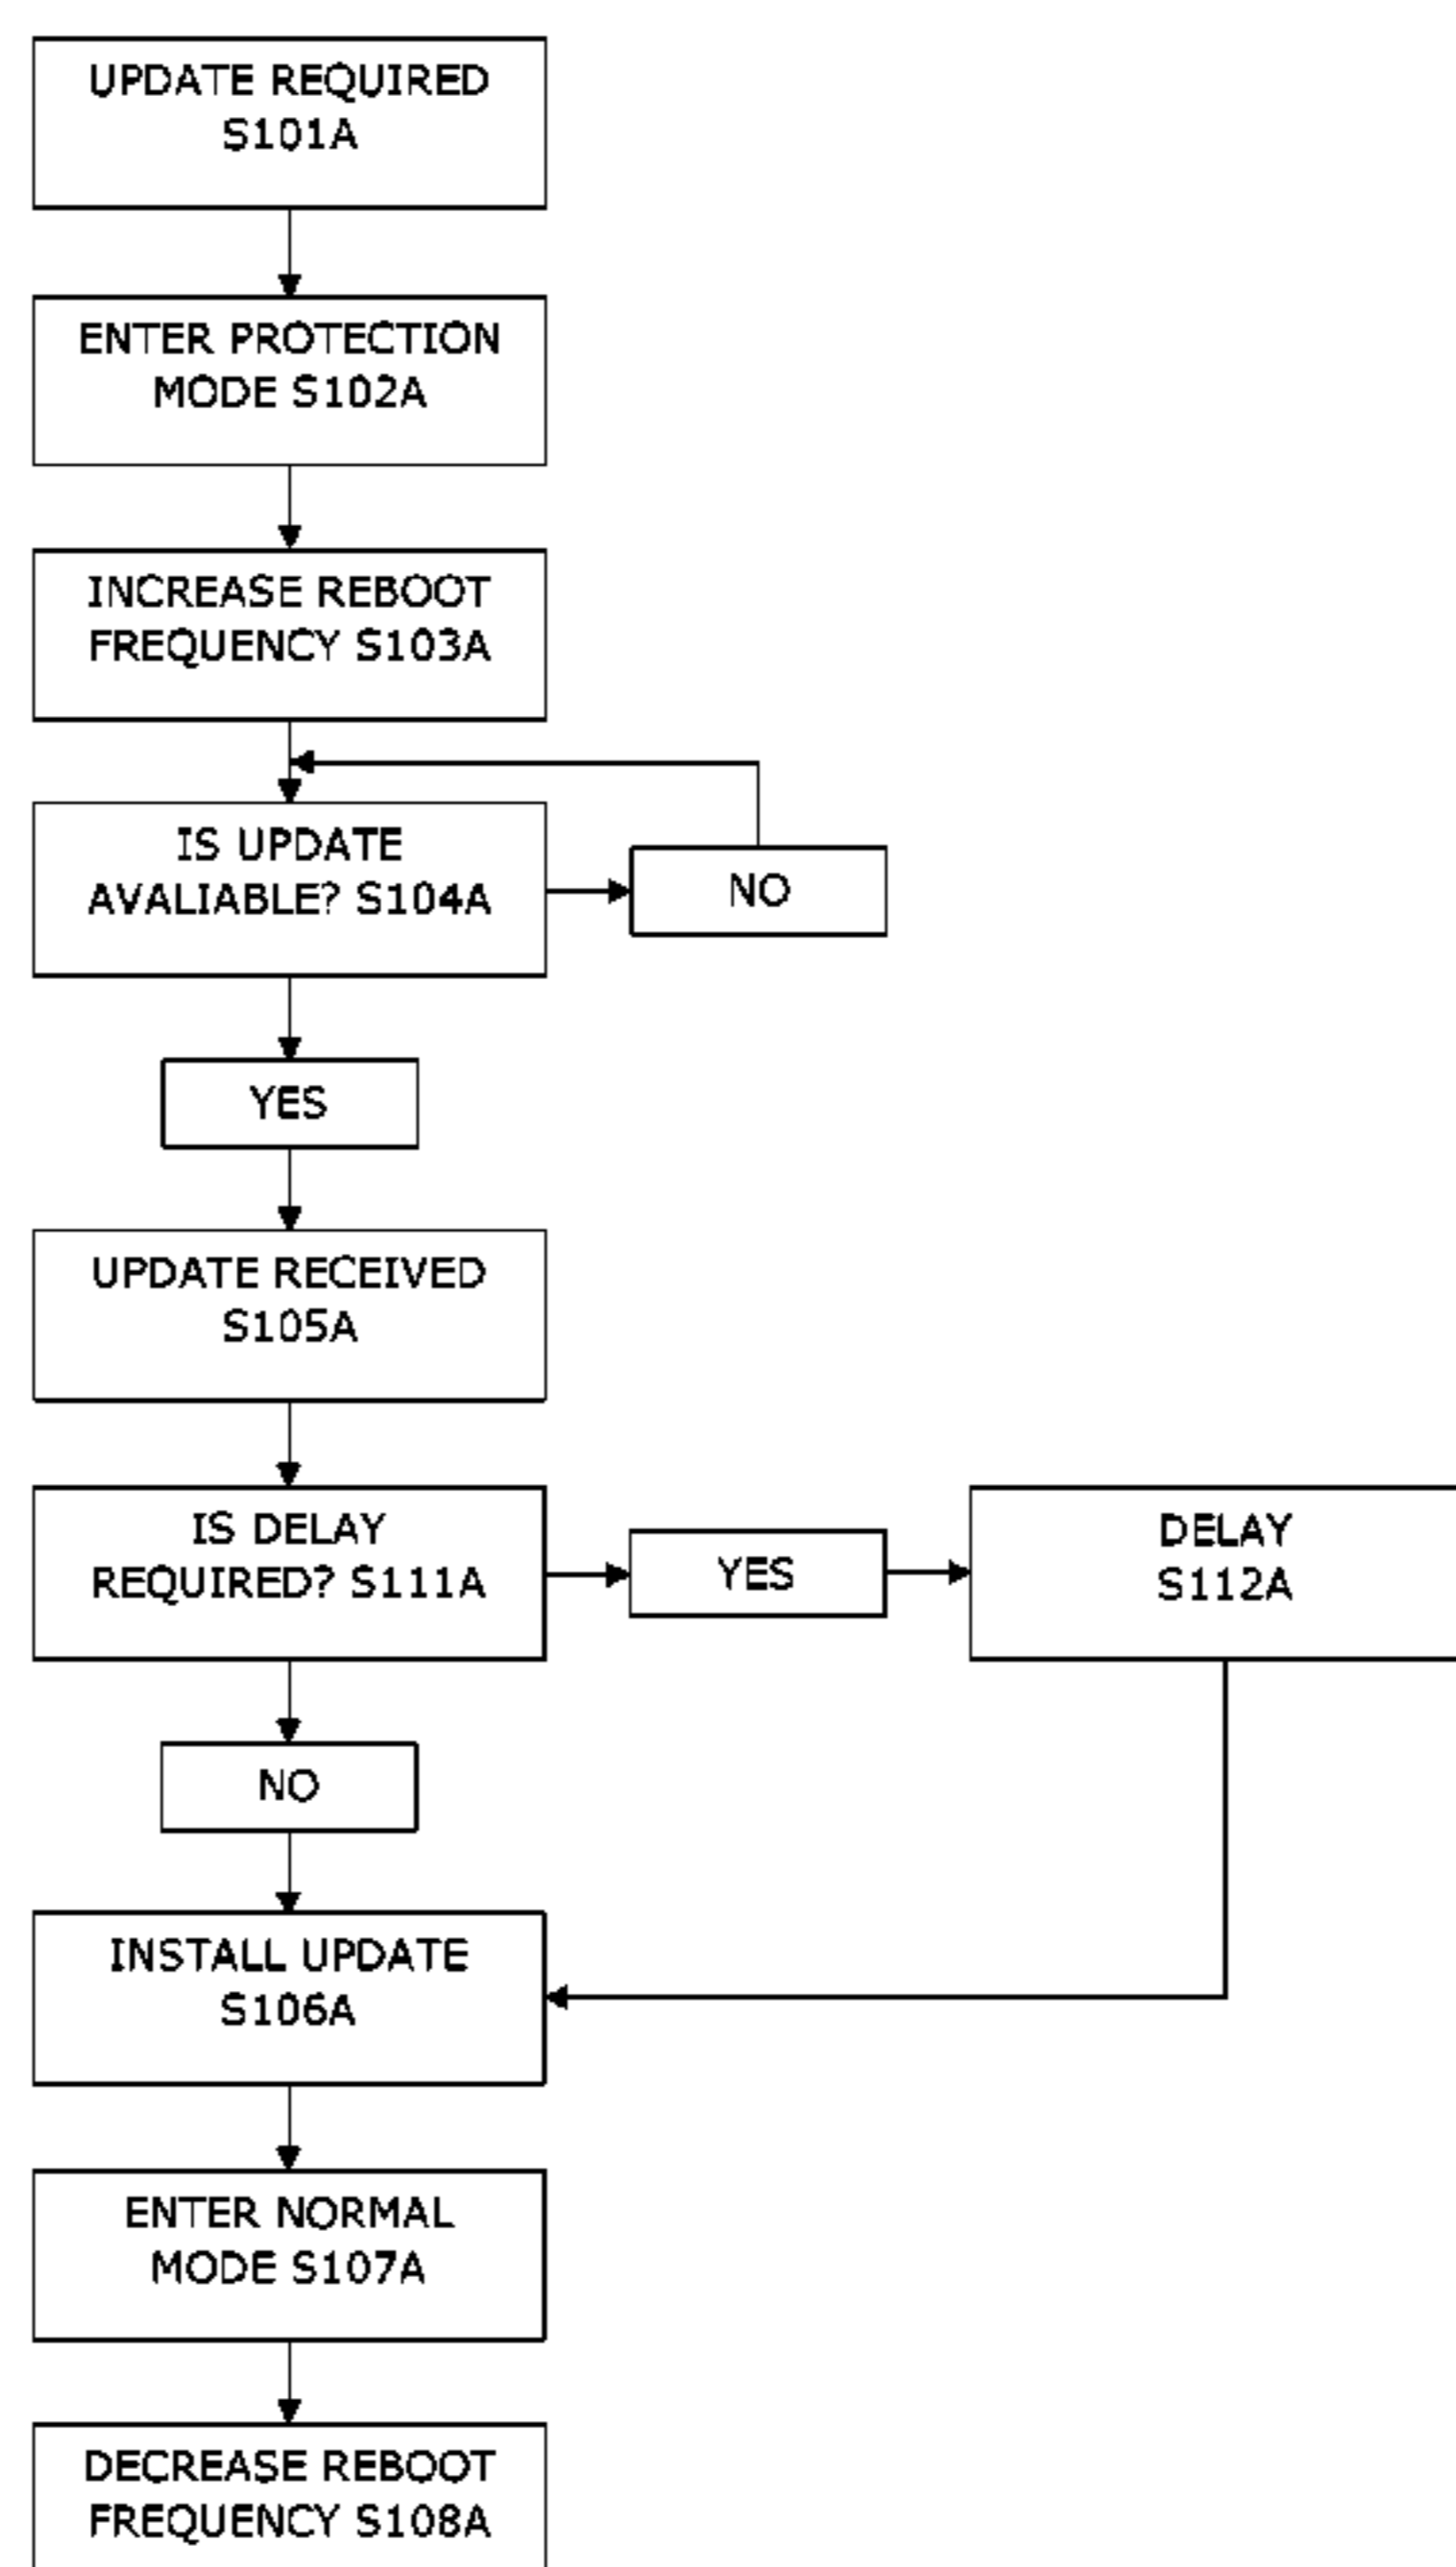 UPDATE REQUIRED
S101A
ENTER PROTECTION
MODE S102A
INCREASE REBOOT
FREQUENCY S103A
IS UPDATE
AVALIABLE? S104A
NO
YES
UPDATE RECEIVED
S105A
IS DELAY
REQUIRED? S111A
YES
DELAY
S112A
NO
INSTALL UPDATE
S106A
ENTER NORMAL
MODE S107A
DECREASE REBOOT
FREQUENCY S108A